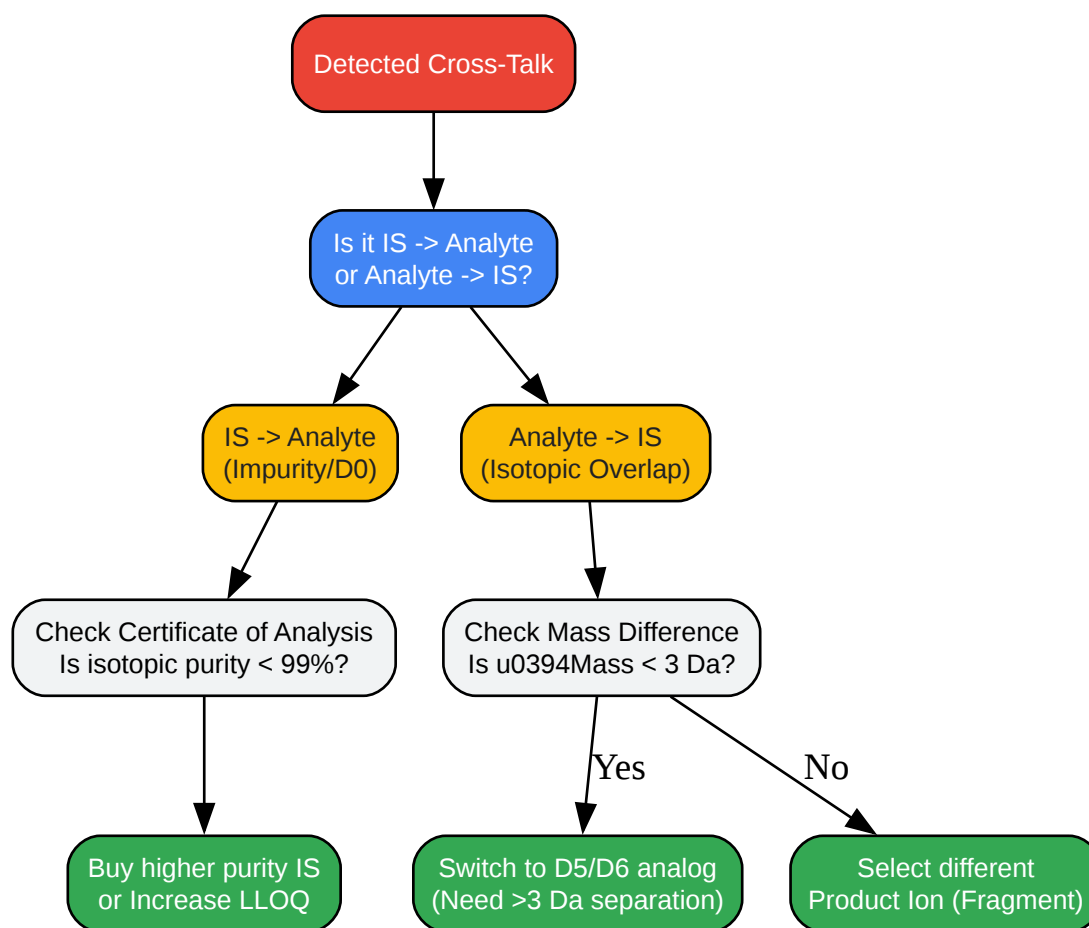 Detected Cross-Talk
Is it IS -> Analyte
or Analyte -> IS?
IS -> Analyte
(Impurity/D0)
Analyte -> IS
(Isotopic Overlap)
Check Certificate of Analysis
Is isotopic purity < 99%?
Check Mass Difference
Is u0394Mass < 3 Da?
Yes
No
Buy higher purity IS
or Increase LLOQ
Switch to D5/D6 analog
(Need >3 Da separation)
Select different
Product Ion (Fragment)